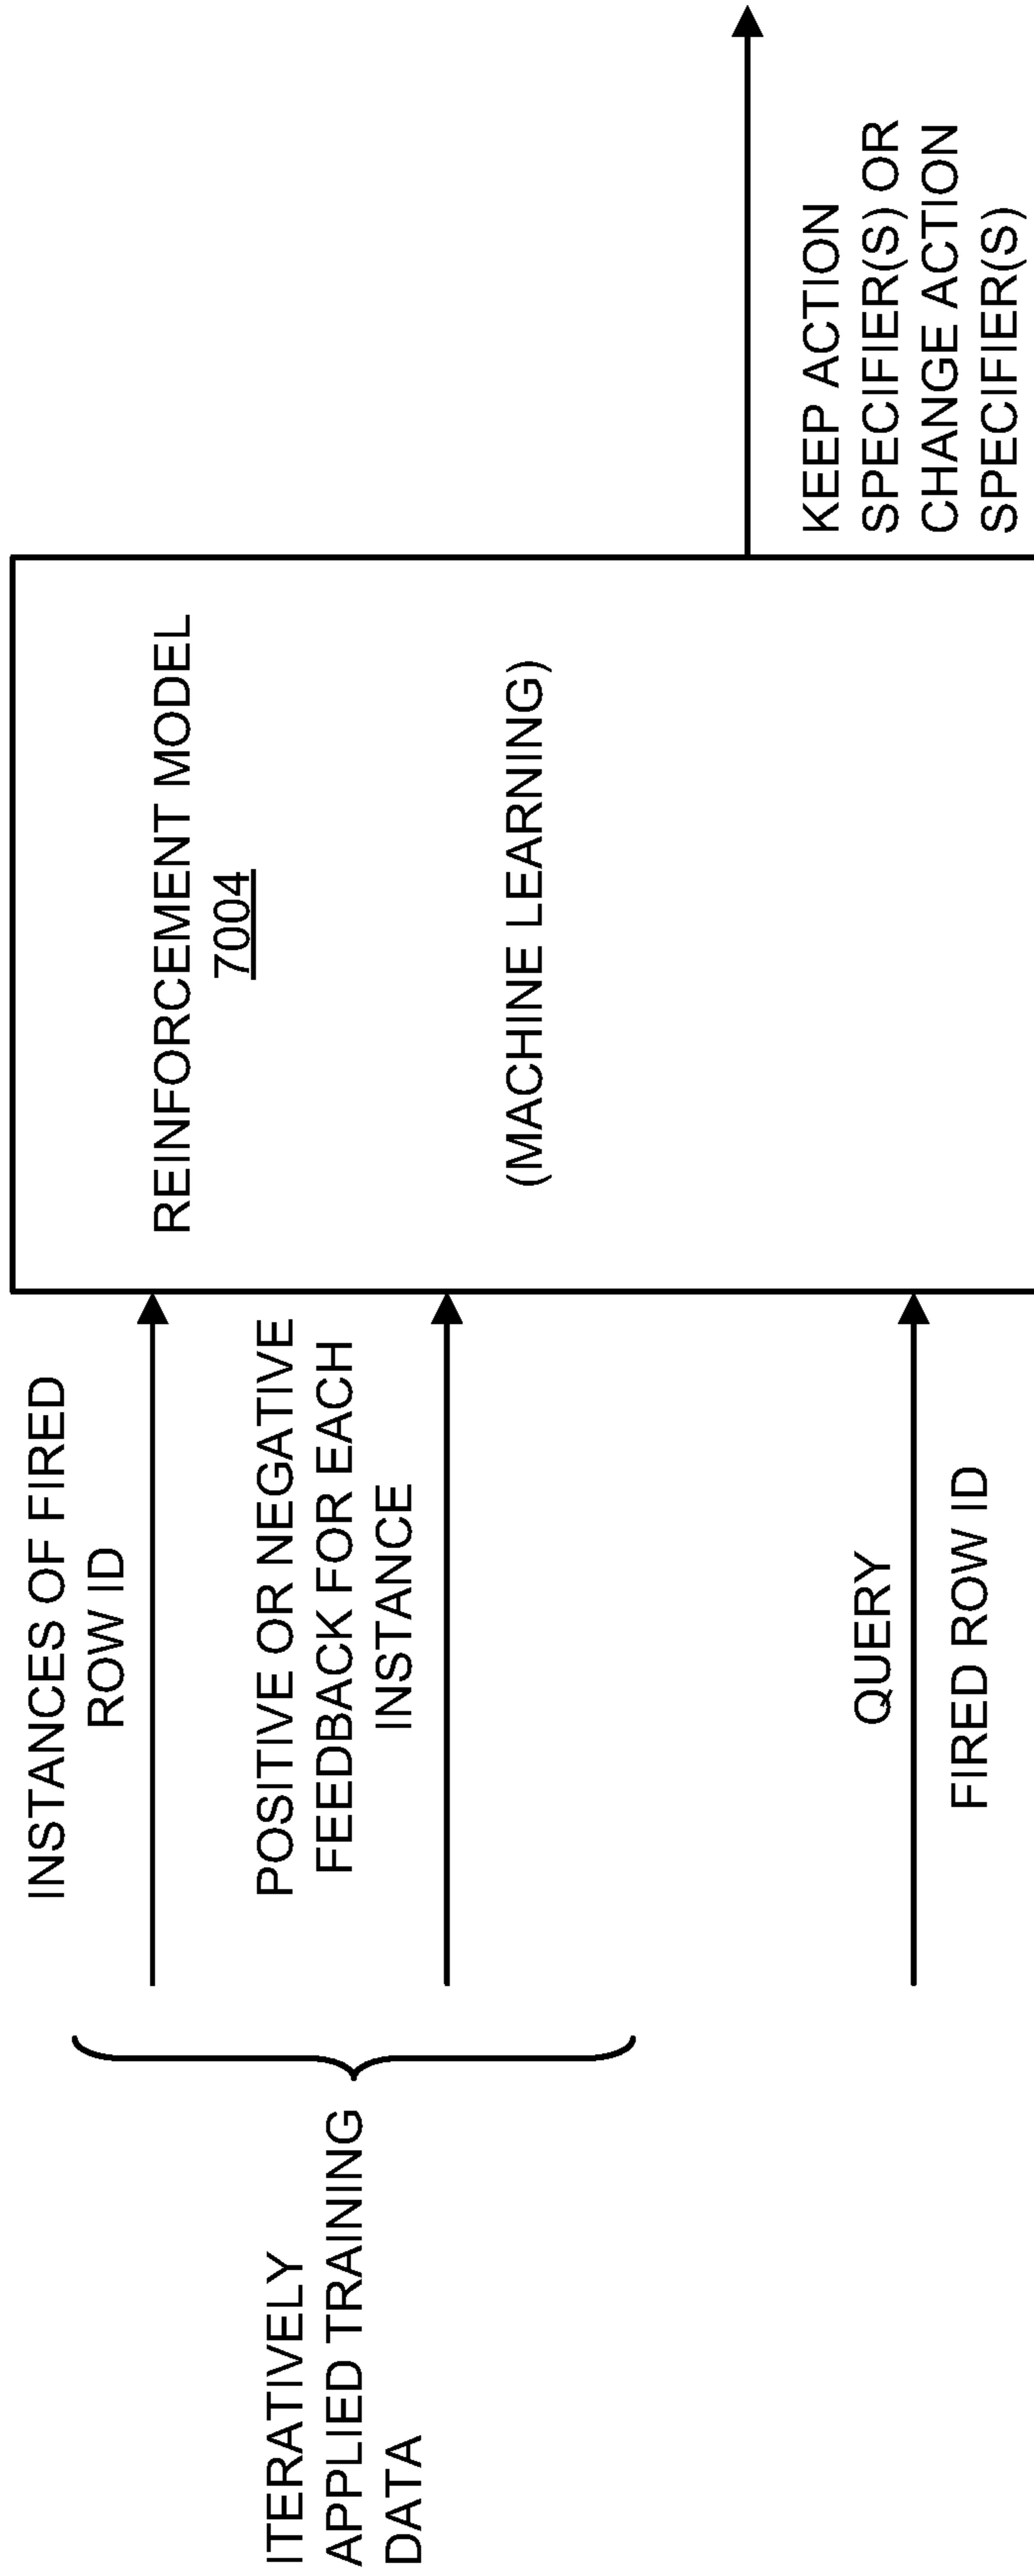 ITERATIVELY
APPLIED TRAINING
DATA
INSTANCES OF FIRED
ROW ID
POSITIVE OR NEGATIVE
FEEDBACK FOR EACH
INSTANCE
QUERY
FIRED ROW ID
REINFORCEMENT MODEL
7004
(MACHINE LEARNING)
KEEP ACTION
SPECIFIER(S) OR
CHANGE ACTION
SPECIFIER(S)